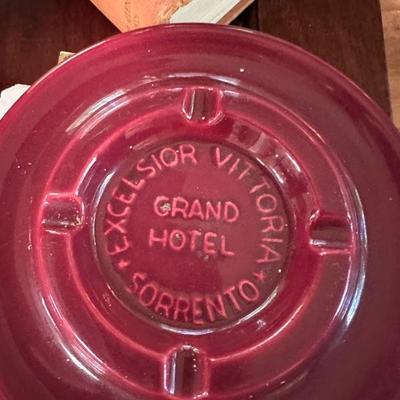 EXCELSIOR VITTORIA
GRAND
HOTEL
★ SORRENTO ★